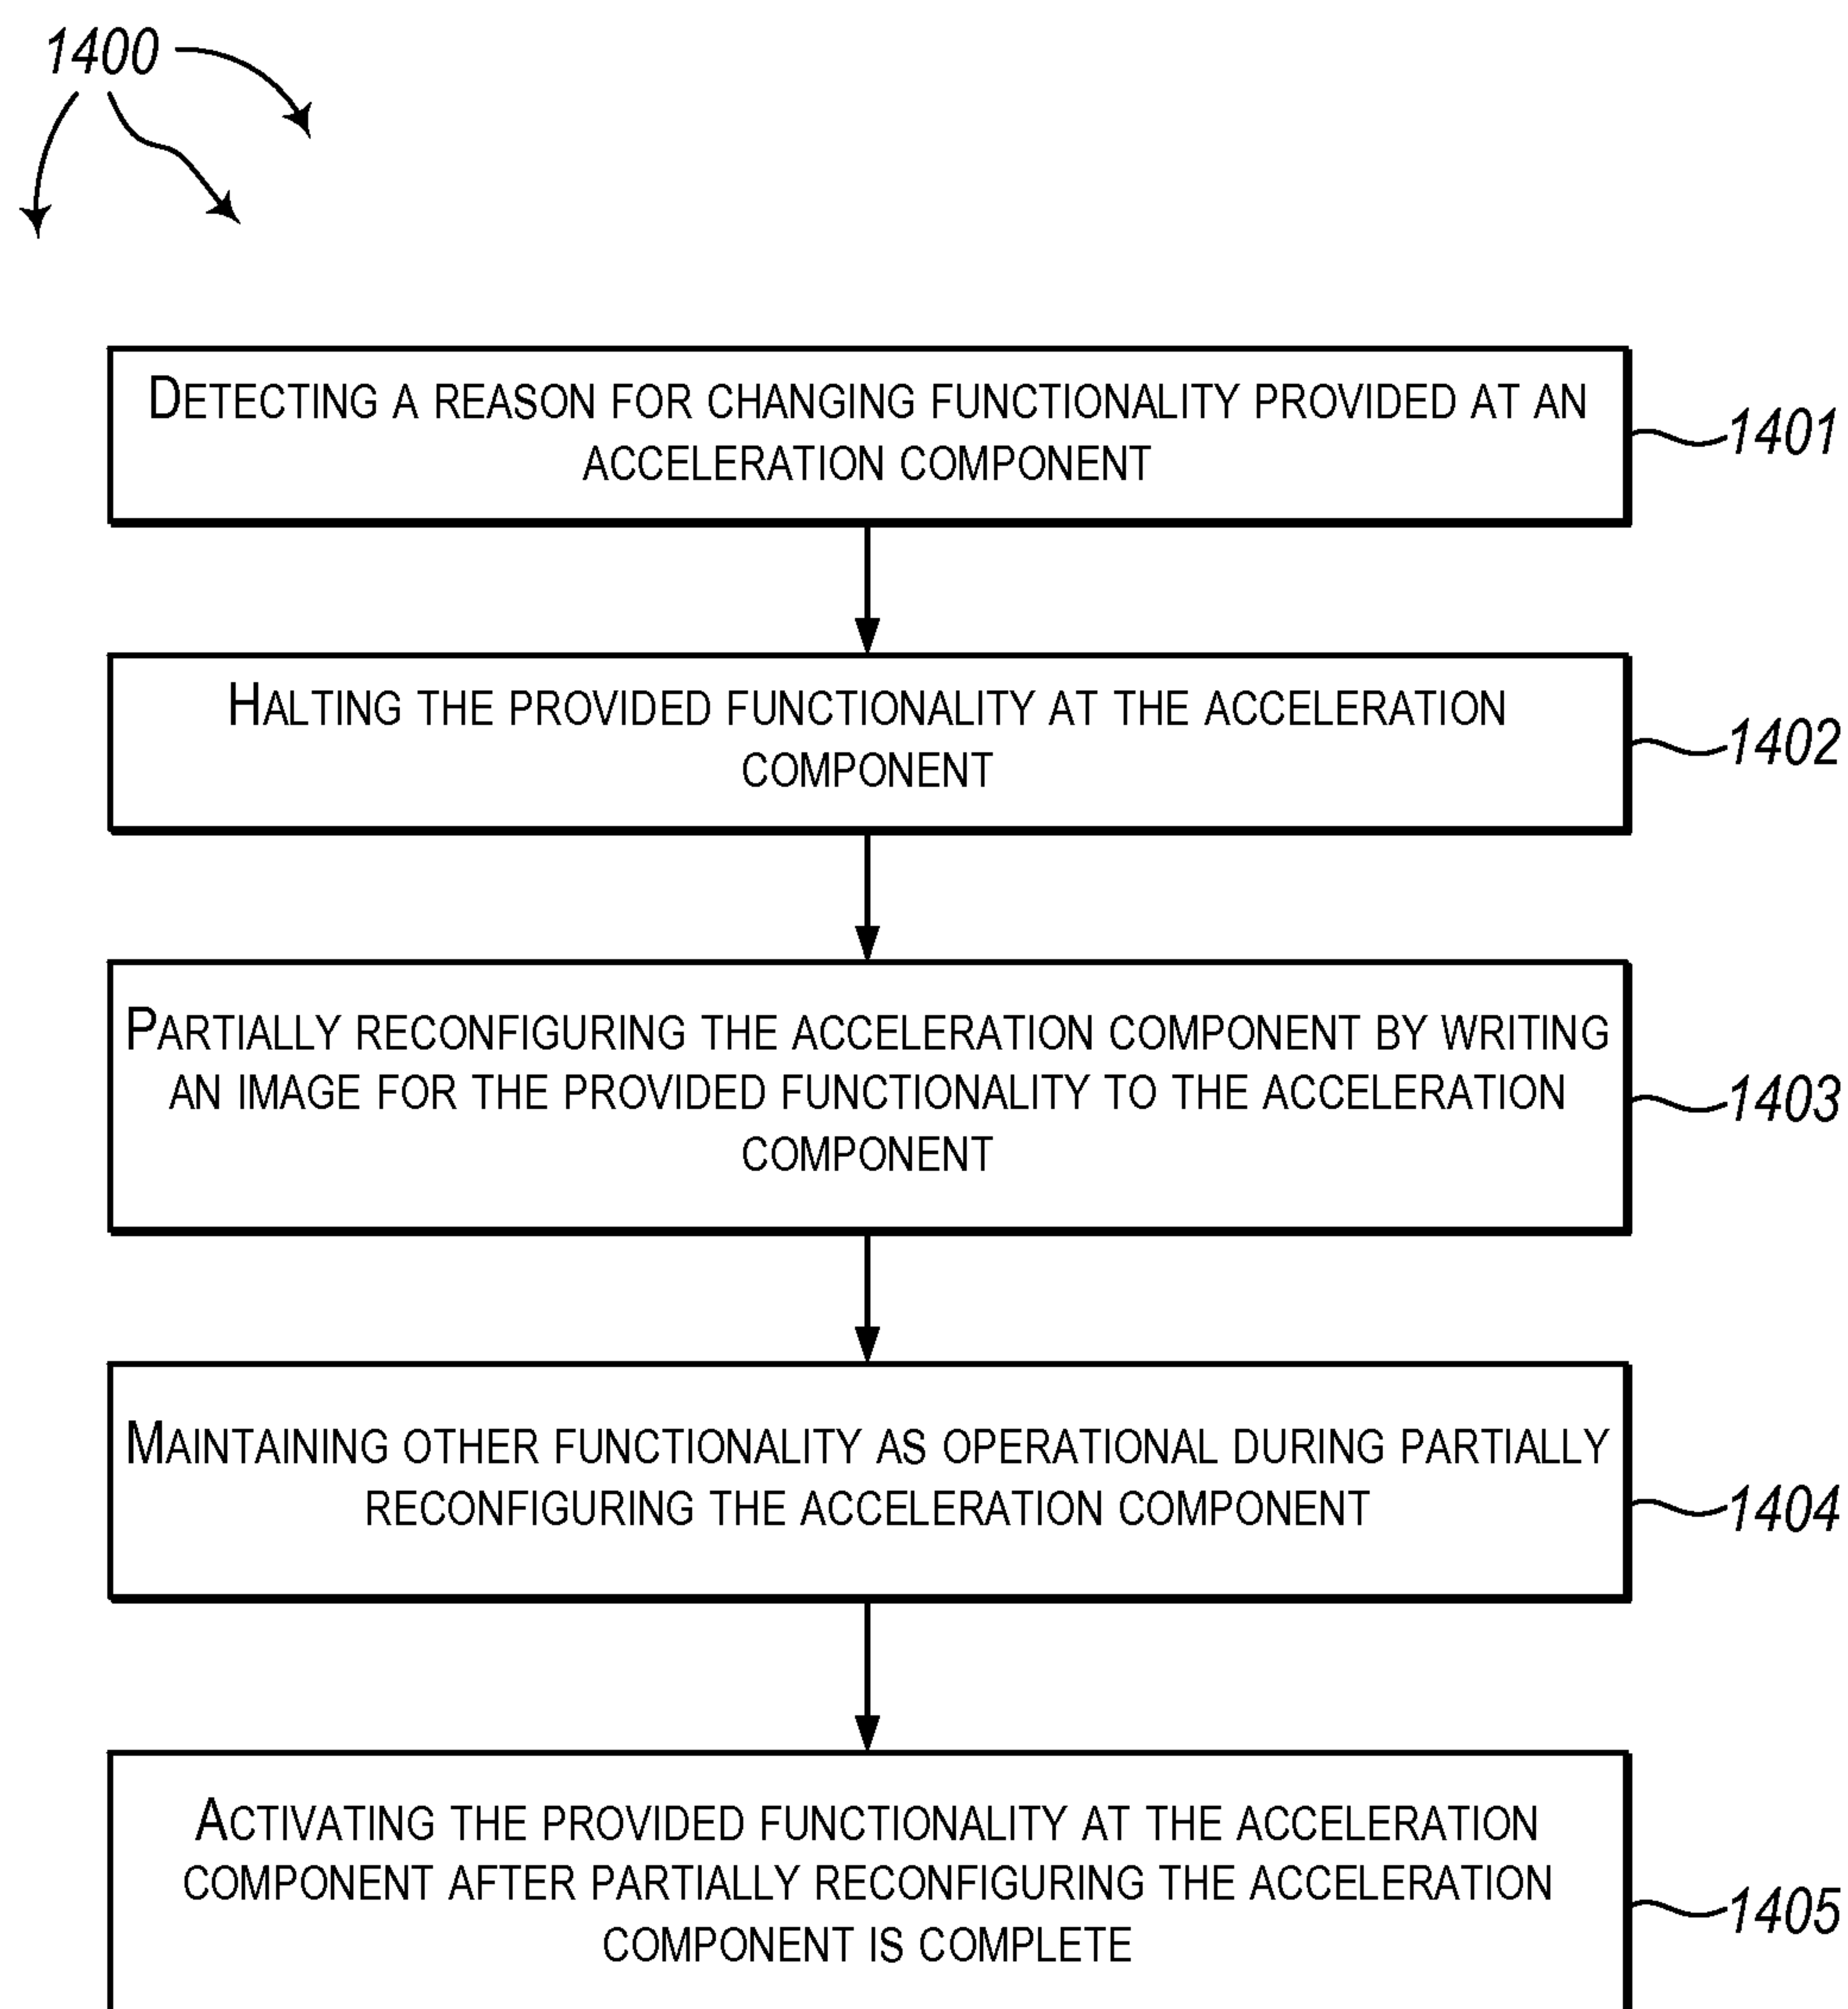 1400
DETECTING A REASON FOR CHANGING FUNCTIONALITY PROVIDED AT AN
ACCELERATION COMPONENT
1401
HALTING THE PROVIDED FUNCTIONALITY AT THE ACCELERATION
COMPONENT
1402
PARTIALLY RECONFIGURING THE ACCELERATION COMPONENT BY WRITING
AN IMAGE FOR THE PROVIDED FUNCTIONALITY TO THE ACCELERATION
COMPONENT
1403
MAINTAINING OTHER FUNCTIONALITY AS OPERATIONAL DURING PARTIALLY
RECONFIGURING THE ACCELERATION COMPONENT
1404
ACTIVATING THE PROVIDED FUNCTIONALITY AT THE ACCELERATION
COMPONENT AFTER PARTIALLY RECONFIGURING THE ACCELERATION
COMPONENT IS COMPLETE
1405